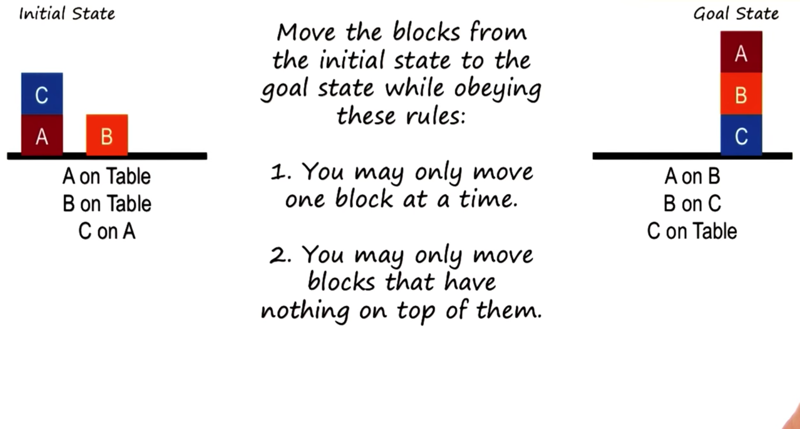 Initial State
C
A
B
A on Table
B on Table
C on A
Move the blocks from
the initial state to the
goal state while obeying
these rules:
1. You may only move
one block at a time.
2. You may only move
blocks that have
nothing on top of them.
Goal State
A
B
C
A on B
B on C
C on Table